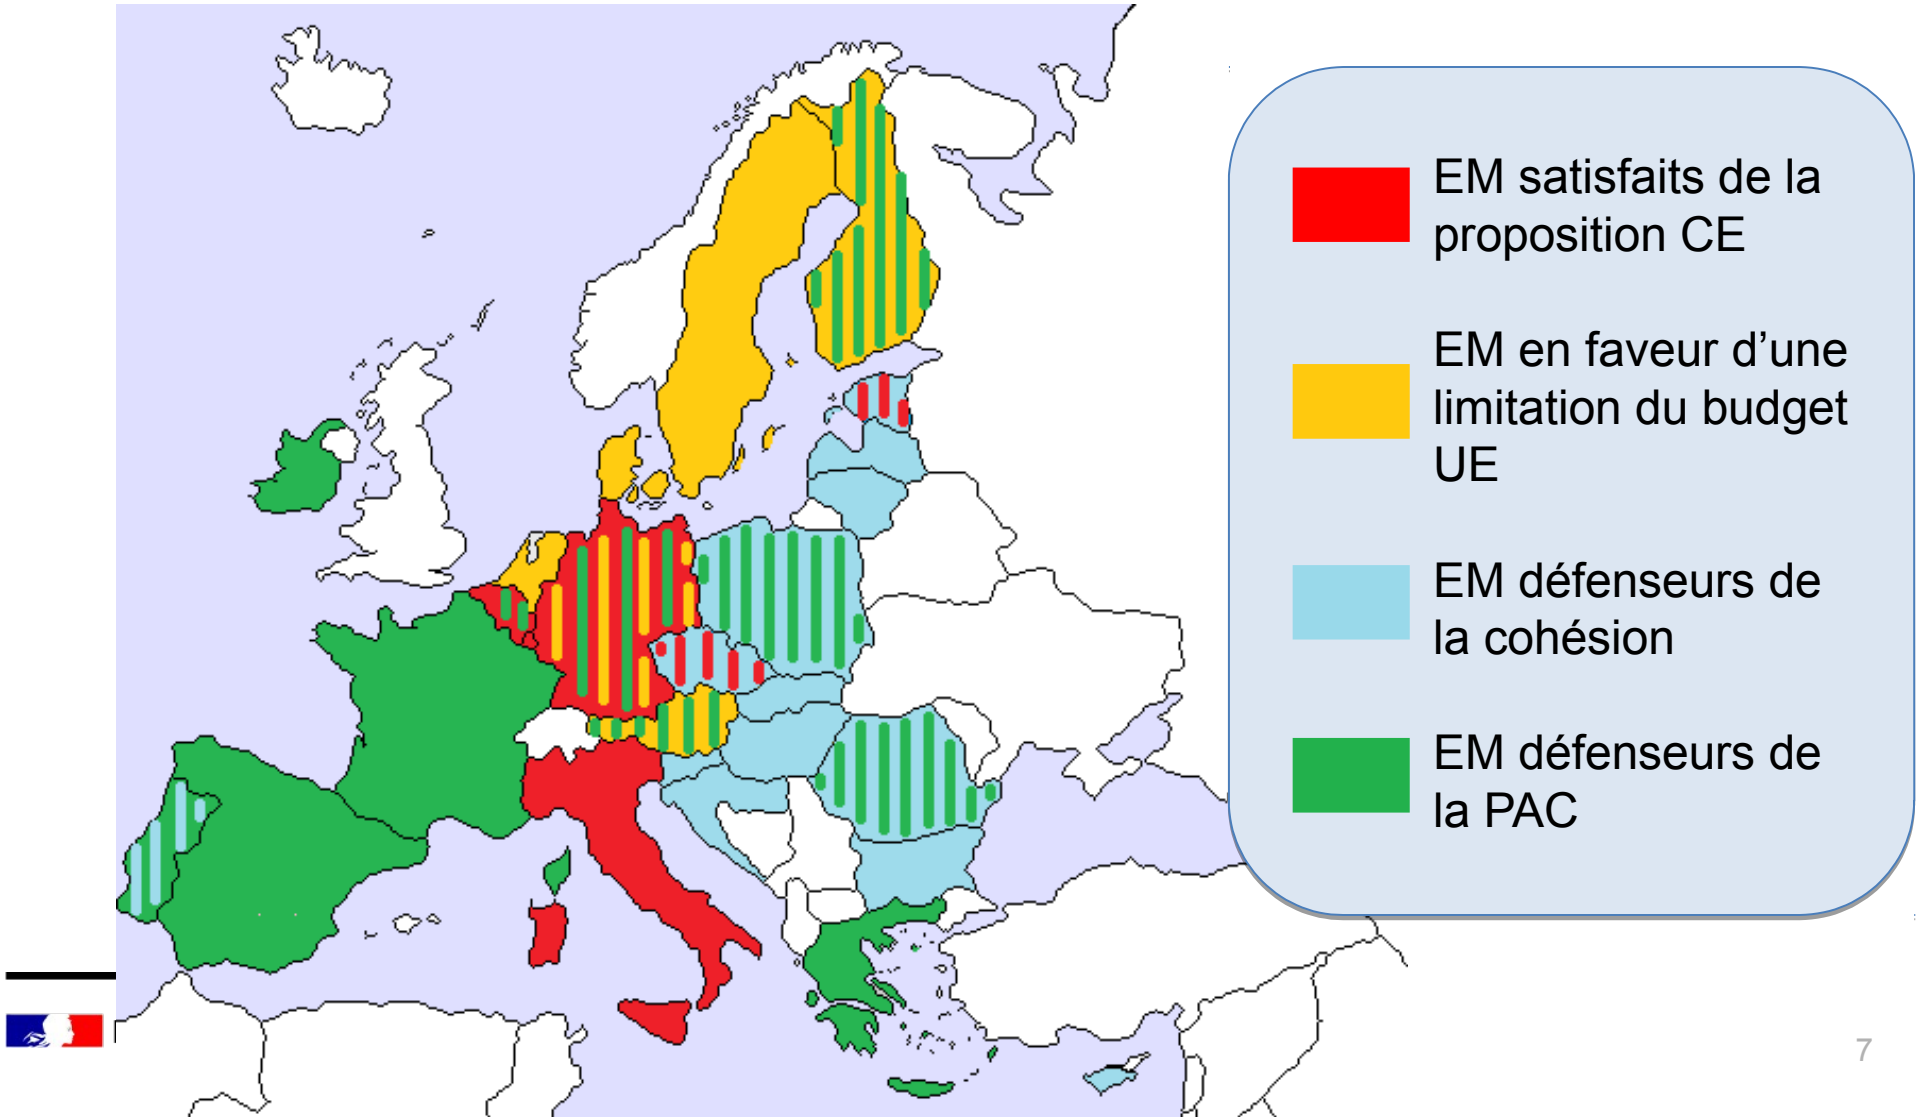 EM satisfaits de la
proposition CE
EM en faveur d’une
limitation du budget
UE
EM défenseurs de
la cohésion
EM défenseurs de
la PAC
7